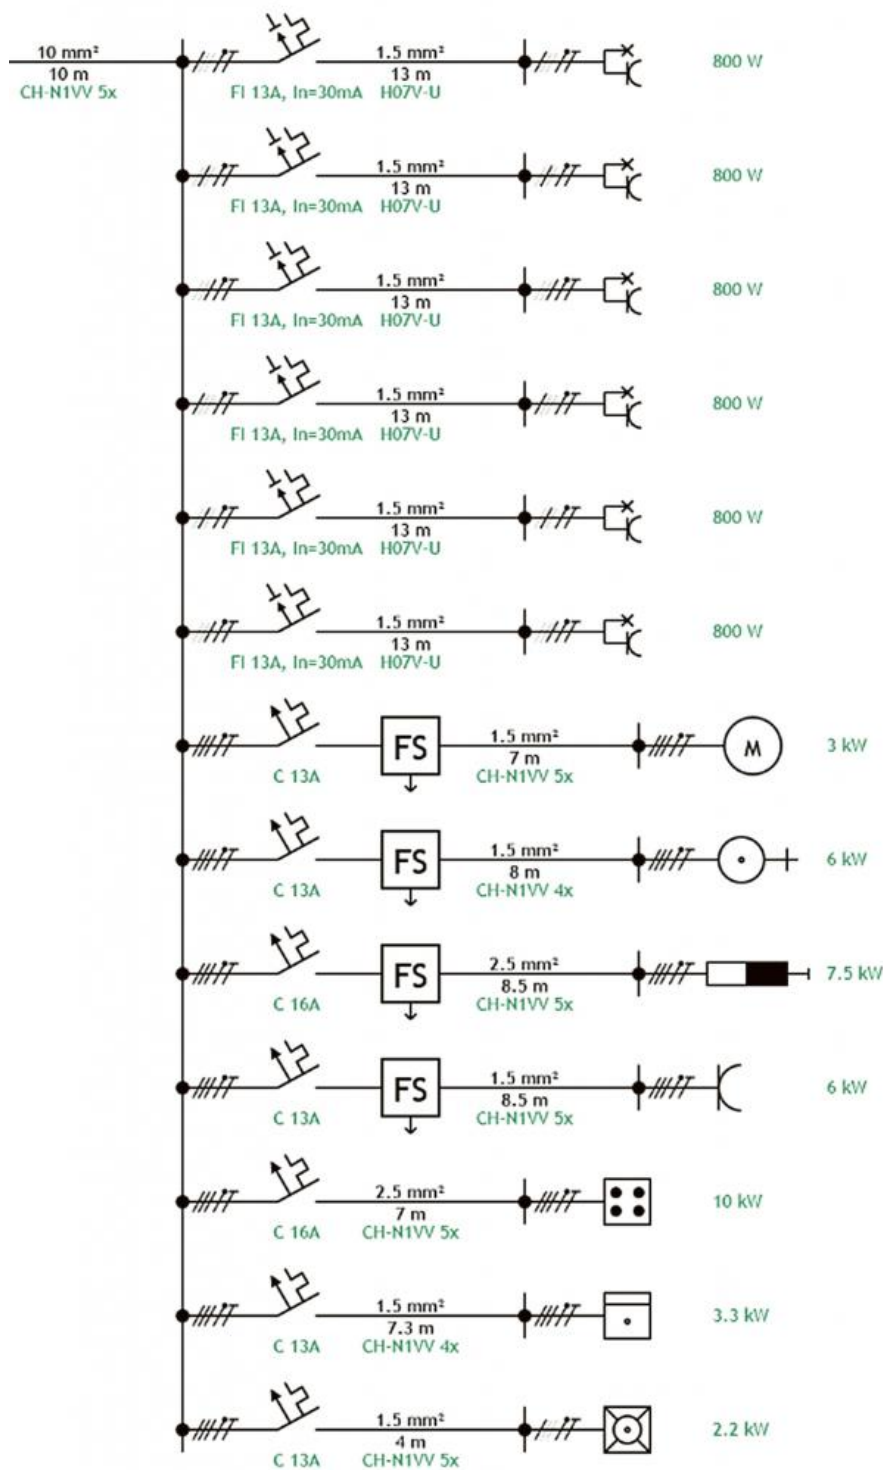 10 mm²
10 m
CH-N1VV 5x
1.5 mm²
13 m
FI 13A, In=30mA H07V-U
800 W
1.5 mm²
13 m
FI 13A, In=30mA H07V-U
800 W
1.5 mm²
13 m
FI 13A, In=30mA H07V-U
800 W
1.5 mm²
13 m
FI 13A, In=30mA H07V-U
800 W
1.5 mm²
13 m
FI 13A, In=30mA H07V-U
800 W
1.5 mm²
13 m
FI 13A, In=30mA H07V-U
800 W
C 13A
FS
1.5 mm²
7 m
CH-N1VV 5x
M
3 kW
C 13A
FS
1.5 mm²
8 m
CH-N1VV 4x
6 kW
C 16A
FS
2.5 mm²
8.5 m
CH-N1VV 5x
7.5 kW
C 13A
FS
1.5 mm²
8.5 m
CH-N1VV 5x
6 kW
C 16A
2.5 mm²
7 m
CH-N1VV 5x
10 kW
C 13A
1.5 mm²
7.3 m
CH-N1VV 4x
3.3 kW
C 13A
1.5 mm²
4 m
CH-N1VV 5x
2.2 kW